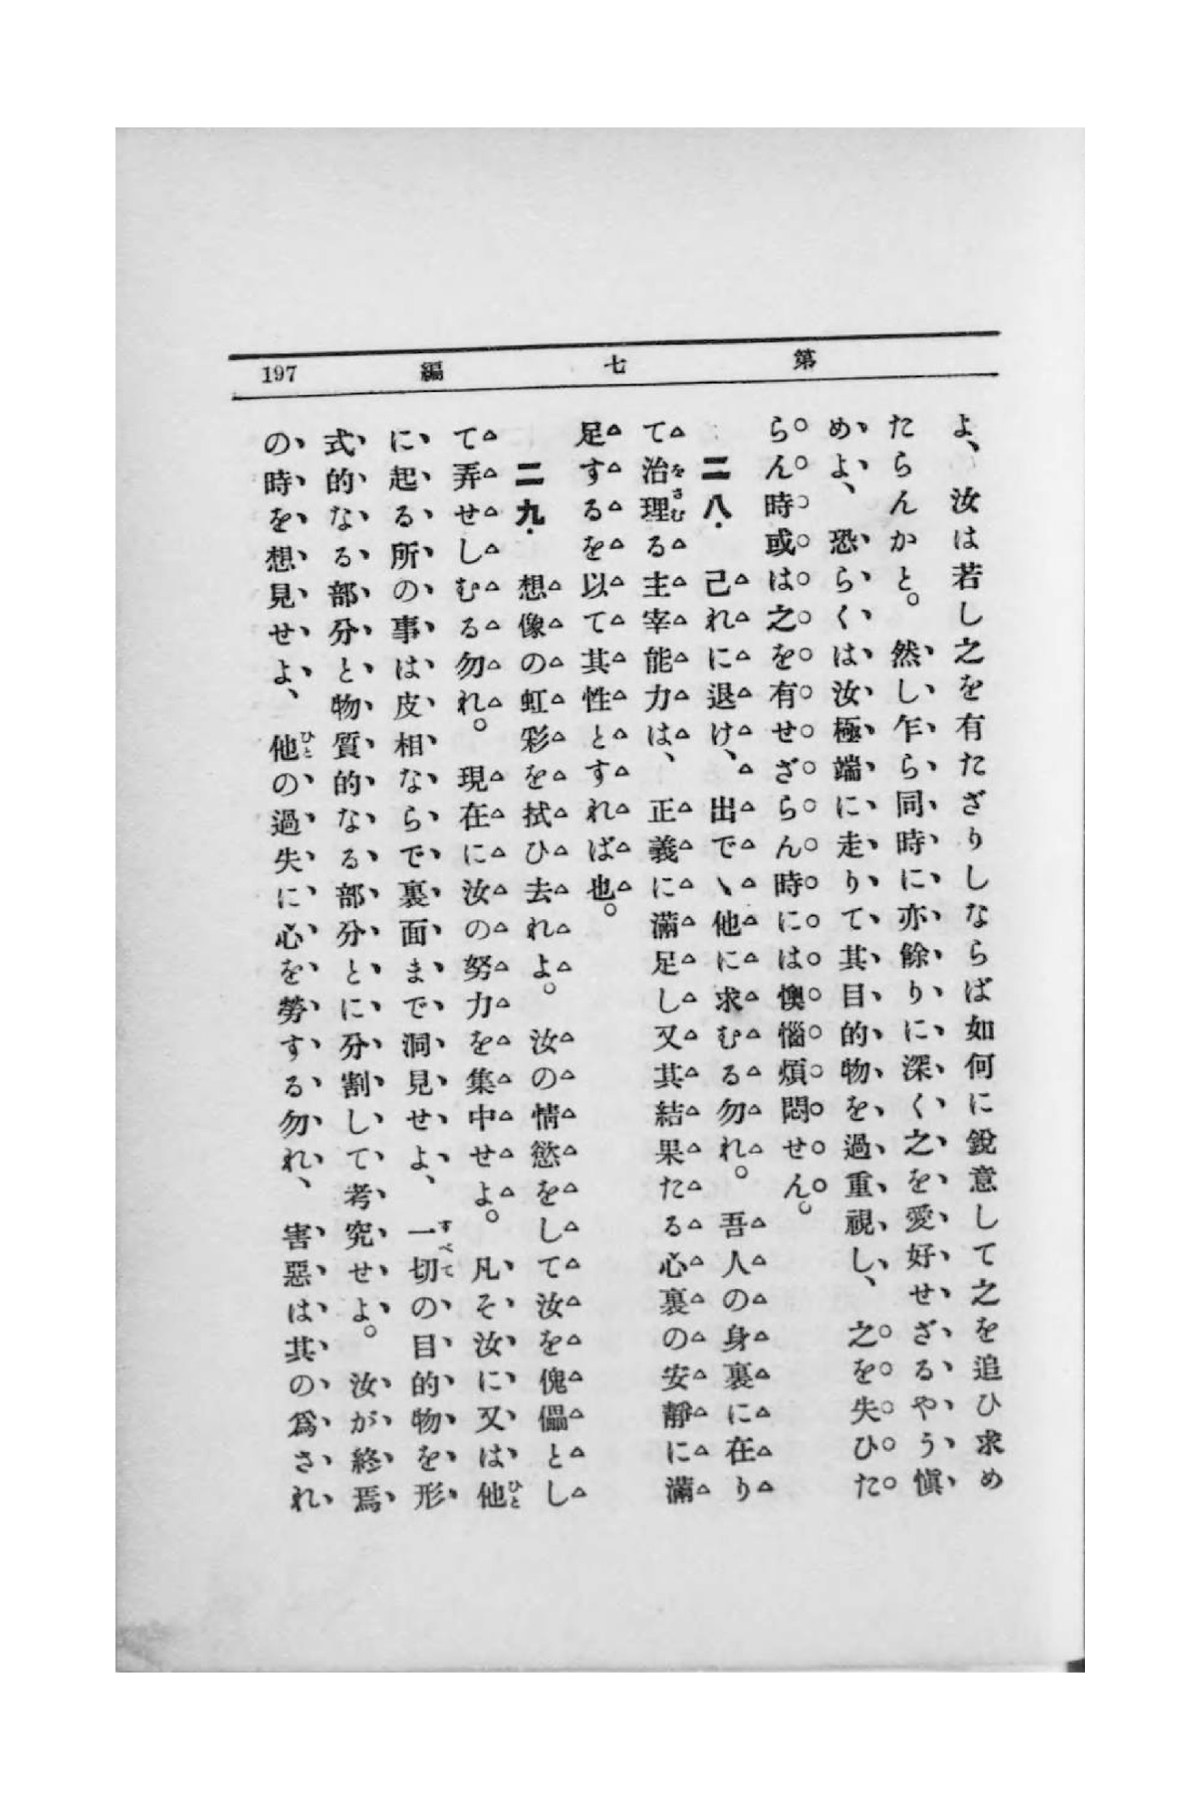 第七編 197
よ、汝は若し之を有たざりしならば如何に銳意して之を追ひ求め
たらんかと。然し乍ら同時に亦餘りに深く之を愛好せざるやう愼
めよ、恐らくは汝極端に走りて其目的物を過重視し、之を失ひた
らん時或は之を有せざらん時には懊惱煩悶せん。
二八. 己れに退け、出でゝ他に求むる勿れ。吾人の身裏に在り
て治理をさむる主宰能力は、正義に滿足し又其結果たる心裏の安靜に滿
足するを以て其性とすれば也。
二九. 想像の虹彩を拭ひ去れよ。汝の情慾をして汝を傀儡とし
て弄せしむる勿れ。現在に汝の努力を集中せよ。凡そ汝に又は他ひと
に起る所の事は皮相ならで裏面まで洞見せよ、一切すべての目的物を形
式的なる部分と物質的なる部分とに分割して考究せよ。汝が終焉
の時を想見せよ、他ひとの過失に心を勞する勿れ、害惡は其の爲され